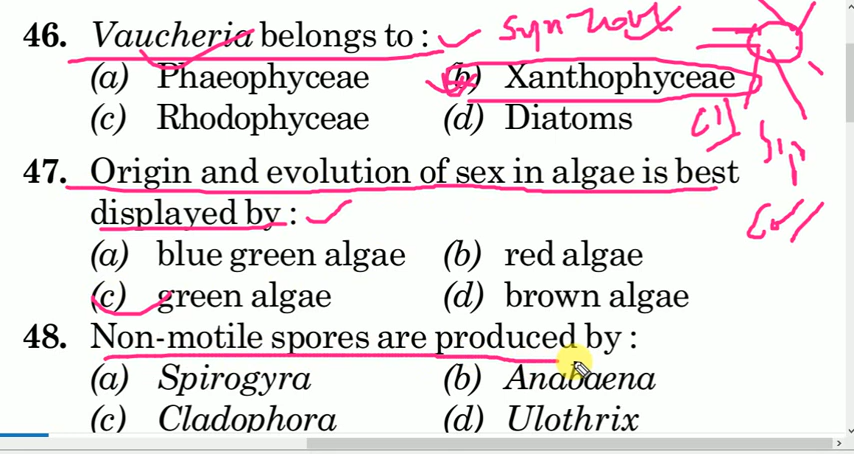 46. Vaucheria belongs to :
(a) Phaeophyceae (b) Xanthophyceae
(c) Rhodophyceae (d) Diatoms
47. Origin and evolution of sex in algae is best
displayed by :
(a) blue green algae (b) red algae
(c) green algae (d) brown algae
48. Non-motile spores are produced by :
(a) Spirogyra (b) Anabaena
(c) Cladophora (d) Ulothrix